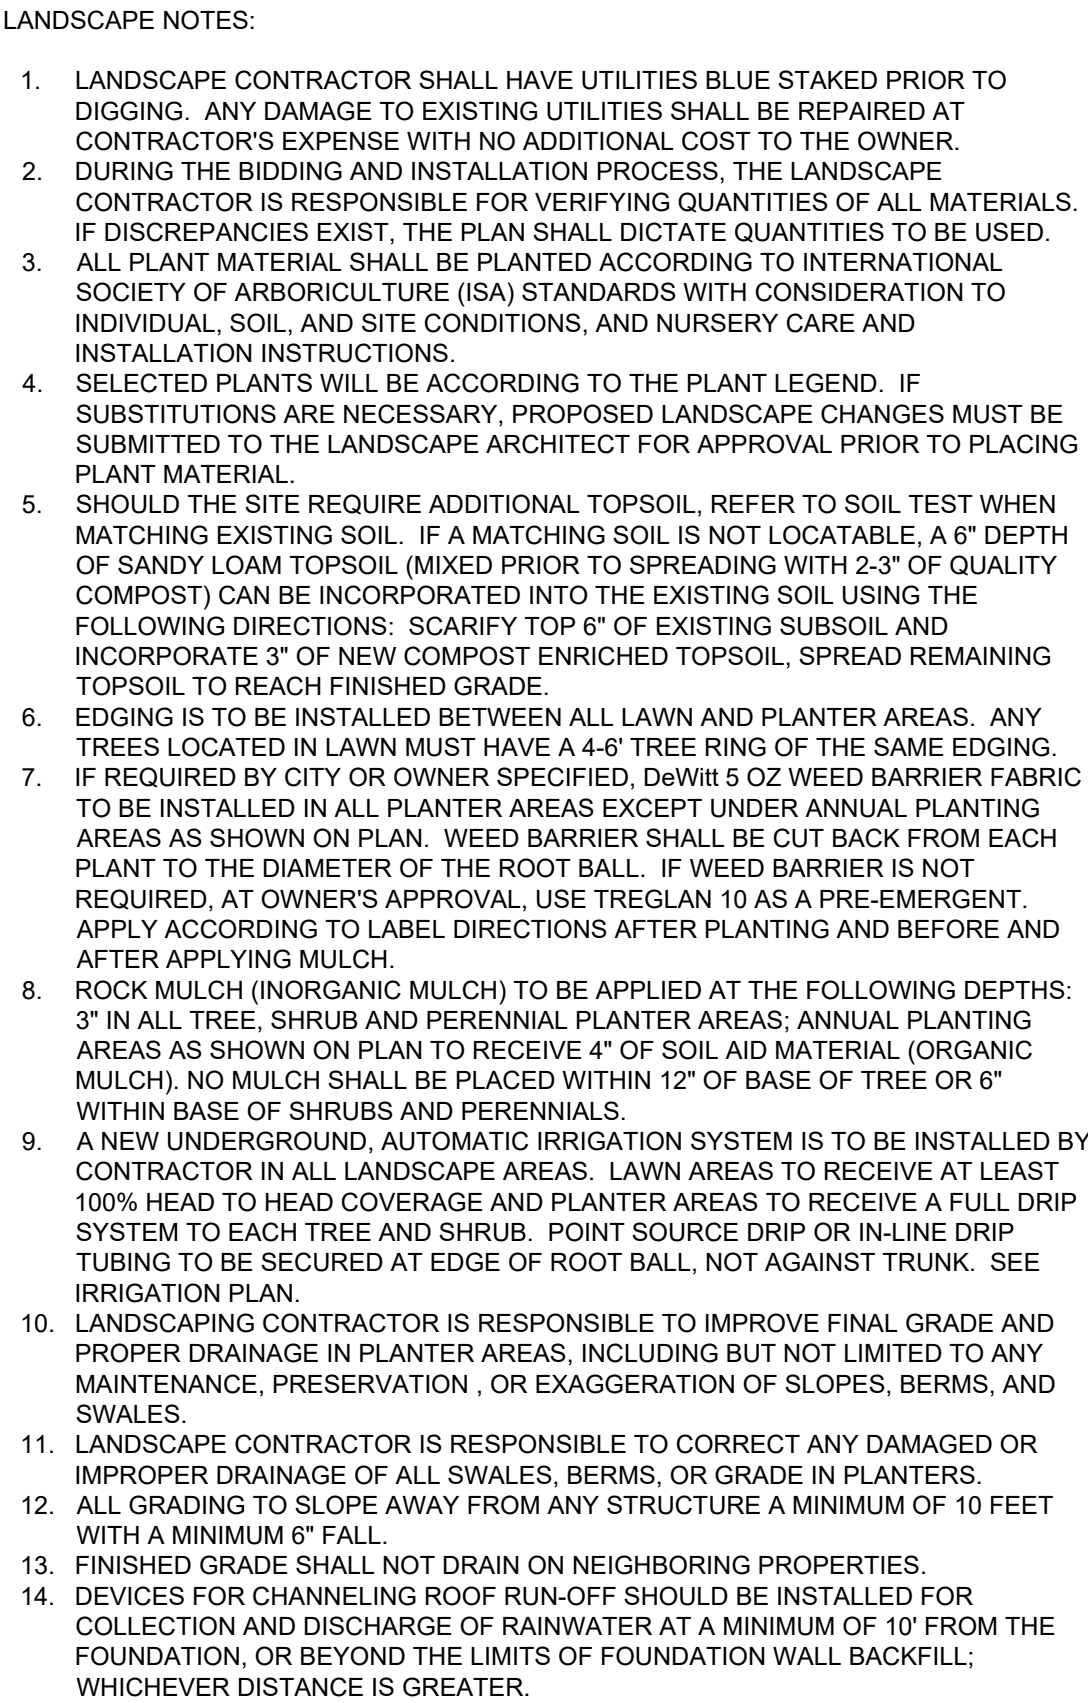 LANDSCAPE NOTES:
1. LANDSCAPE CONTRACTOR SHALL HAVE UTILITIES BLUE STAKED PRIOR TO
DIGGING. ANY DAMAGE TO EXISTING UTILITIES SHALL BE REPAIRED AT
CONTRACTOR'S EXPENSE WITH NO ADDITIONAL COST TO THE OWNER.
2. DURING THE BIDDING AND INSTALLATION PROCESS, THE LANDSCAPE
CONTRACTOR IS RESPONSIBLE FOR VERIFYING QUANTITIES OF ALL MATERIALS.
IF DISCREPANCIES EXIST, THE PLAN SHALL DICTATE QUANTITIES TO BE USED.
3. ALL PLANT MATERIAL SHALL BE PLANTED ACCORDING TO INTERNATIONAL
SOCIETY OF ARBORICULTURE (ISA) STANDARDS WITH CONSIDERATION TO
INDIVIDUAL, SOIL, AND SITE CONDITIONS, AND NURSERY CARE AND
INSTALLATION INSTRUCTIONS.
4. SELECTED PLANTS WILL BE ACCORDING TO THE PLANT LEGEND. IF
SUBSTITUTIONS ARE NECESSARY, PROPOSED LANDSCAPE CHANGES MUST BE
SUBMITTED TO THE LANDSCAPE ARCHITECT FOR APPROVAL PRIOR TO PLACING
PLANT MATERIAL.
5. SHOULD THE SITE REQUIRE ADDITIONAL TOPSOIL, REFER TO SOIL TEST WHEN
MATCHING EXISTING SOIL. IF A MATCHING SOIL IS NOT LOCATABLE, A 6" DEPTH
OF SANDY LOAM TOPSOIL (MIXED PRIOR TO SPREADING WITH 2-3" OF QUALITY
COMPOST) CAN BE INCORPORATED INTO THE EXISTING SOIL USING THE
FOLLOWING DIRECTIONS: SCARIFY TOP 6" OF EXISTING SUBSOIL AND
INCORPORATE 3" OF NEW COMPOST ENRICHED TOPSOIL, SPREAD REMAINING
TOPSOIL TO REACH FINISHED GRADE.
6. EDGING IS TO BE INSTALLED BETWEEN ALL LAWN AND PLANTER AREAS. ANY
TREES LOCATED IN LAWN MUST HAVE A 4-6' TREE RING OF THE SAME EDGING.
7. IF REQUIRED BY CITY OR OWNER SPECIFIED, DeWitt 5 OZ WEED BARRIER FABRIC
TO BE INSTALLED IN ALL PLANTER AREAS EXCEPT UNDER ANNUAL PLANTING
AREAS AS SHOWN ON PLAN. WEED BARRIER SHALL BE CUT BACK FROM EACH
PLANT TO THE DIAMETER OF THE ROOT BALL. IF WEED BARRIER IS NOT
REQUIRED, AT OWNER'S APPROVAL, USE TREGLAN 10 AS A PRE-EMERGENT.
APPLY ACCORDING TO LABEL DIRECTIONS AFTER PLANTING AND BEFORE AND
AFTER APPLYING MULCH.
8. ROCK MULCH (INORGANIC MULCH) TO BE APPLIED AT THE FOLLOWING DEPTHS:
3" IN ALL TREE, SHRUB AND PERENNIAL PLANTER AREAS; ANNUAL PLANTING
AREAS AS SHOWN ON PLAN TO RECEIVE 4" OF SOIL AID MATERIAL (ORGANIC
MULCH). NO MULCH SHALL BE PLACED WITHIN 12" OF BASE OF TREE OR 6"
WITHIN BASE OF SHRUBS AND PERENNIALS.
9. A NEW UNDERGROUND, AUTOMATIC IRRIGATION SYSTEM IS TO BE INSTALLED BY
CONTRACTOR IN ALL LANDSCAPE AREAS. LAWN AREAS TO RECEIVE AT LEAST
100% HEAD TO HEAD COVERAGE AND PLANTER AREAS TO RECEIVE A FULL DRIP
SYSTEM TO EACH TREE AND SHRUB. POINT SOURCE DRIP OR IN-LINE DRIP
TUBING TO BE SECURED AT EDGE OF ROOT BALL, NOT AGAINST TRUNK. SEE
IRRIGATION PLAN.
10. LANDSCAPING CONTRACTOR IS RESPONSIBLE TO IMPROVE FINAL GRADE AND
PROPER DRAINAGE IN PLANTER AREAS, INCLUDING BUT NOT LIMITED TO ANY
MAINTENANCE, PRESERVATION , OR EXAGGERATION OF SLOPES, BERMS, AND
SWALES.
11. LANDSCAPE CONTRACTOR IS RESPONSIBLE TO CORRECT ANY DAMAGED OR
IMPROPER DRAINAGE OF ALL SWALES, BERMS, OR GRADE IN PLANTERS.
12. ALL GRADING TO SLOPE AWAY FROM ANY STRUCTURE A MINIMUM OF 10 FEET
WITH A MINIMUM 6" FALL.
13. FINISHED GRADE SHALL NOT DRAIN ON NEIGHBORING PROPERTIES.
14. DEVICES FOR CHANNELING ROOF RUN-OFF SHOULD BE INSTALLED FOR
COLLECTION AND DISCHARGE OF RAINWATER AT A MINIMUM OF 10' FROM THE
FOUNDATION, OR BEYOND THE LIMITS OF FOUNDATION WALL BACKFILL;
WHICHEVER DISTANCE IS GREATER.